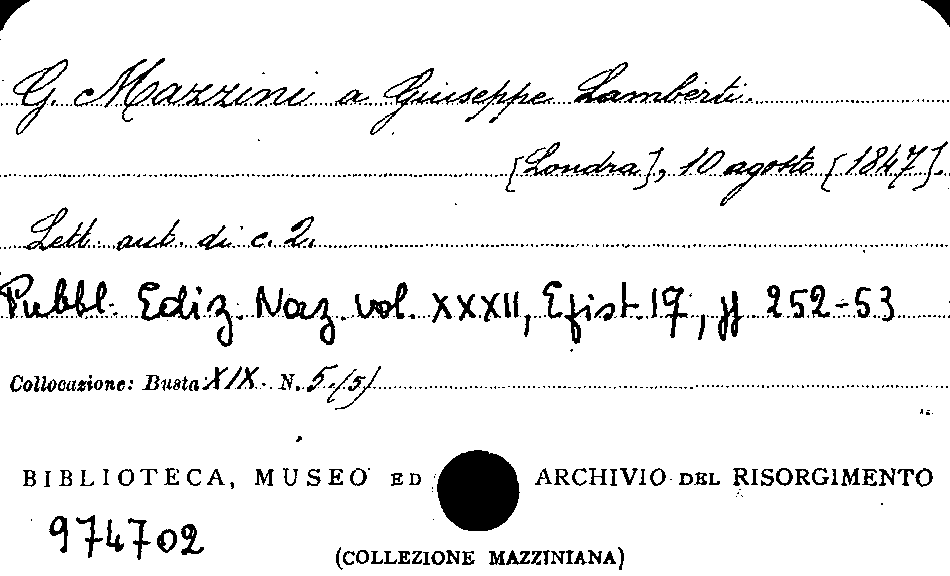 G. Mazzini a Giuseppe Lamberti.
[Londra], 10 agosto [1847].
Lett. aut. di c. 2.
Pubbl. Ediz. Naz. vol. XXXII, Epist. 17, pp 252-53
Collocazione: Busta XIX. N. 5.(5)
BIBLIOTECA, MUSEO ED ARCHIVIO DEL RISORGIMENTO
974702
(COLLEZIONE MAZZINIANA)